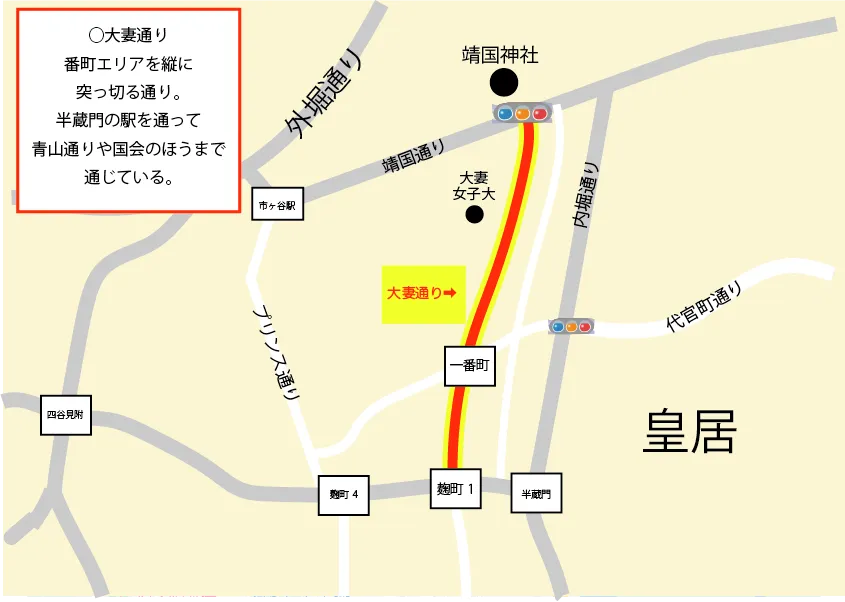 ○大妻通り
番町エリアを縦に
突っ切る通り。
半蔵門の駅を通って
青山通りや国会のほうまで
通じている。
靖国神社
外堀通り
靖国通り
大妻
女子大
内堀通り
市ヶ谷駅
大妻通り➡
代官町通り
プリンス通り
一番町
四谷見附
皇居
麹町 4
麹町 1
半蔵門